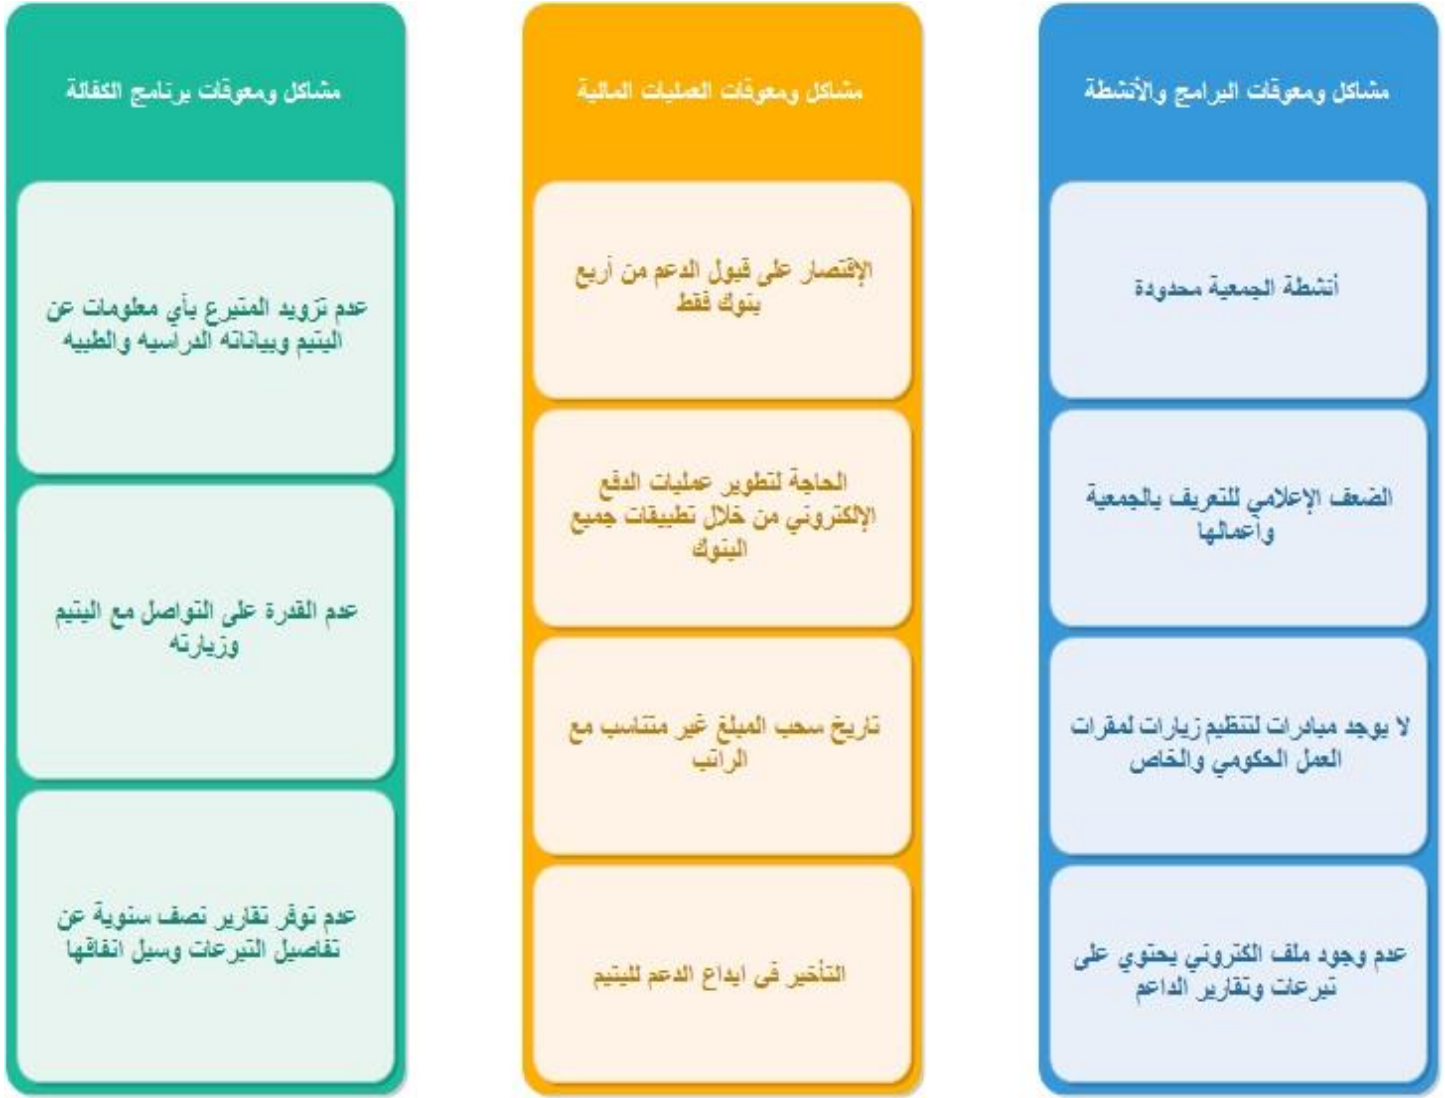 مشاكل ومعوقات البرامج والأنشطة
أنشطة الجمعية محدودة
الضعف الإعلامي للتعريف بالجمعية
وأعمالها
لا يوجد مبادرات لتنظيم زيارات لمقرات
العمل الحكومي والخاص
عدم وجود ملف الكتروني يحتوي على
تبرعات وتقارير الداعم
مشاكل ومعوقات العمليات المالية
الإقتصار على قبول الدعم من أربع
بنوك فقط
الحاجة لتطوير عمليات الدفع
الإلكتروني من خلال تطبيقات جميع
البنوك
تاريخ سحب المبلغ غير متناسب مع
الراتب
التأخير في ايداع الدعم لليتيم
مشاكل ومعوقات برنامج الكفالة
عدم تزويد المتبرع بأي معلومات عن
اليتيم وبياناته الدراسيه والطبيه
عدم القدرة على التواصل مع اليتيم
وزيارته
عدم توفر تقارير نصف سنوية عن
تفاصيل التبرعات وسبل انفاقها